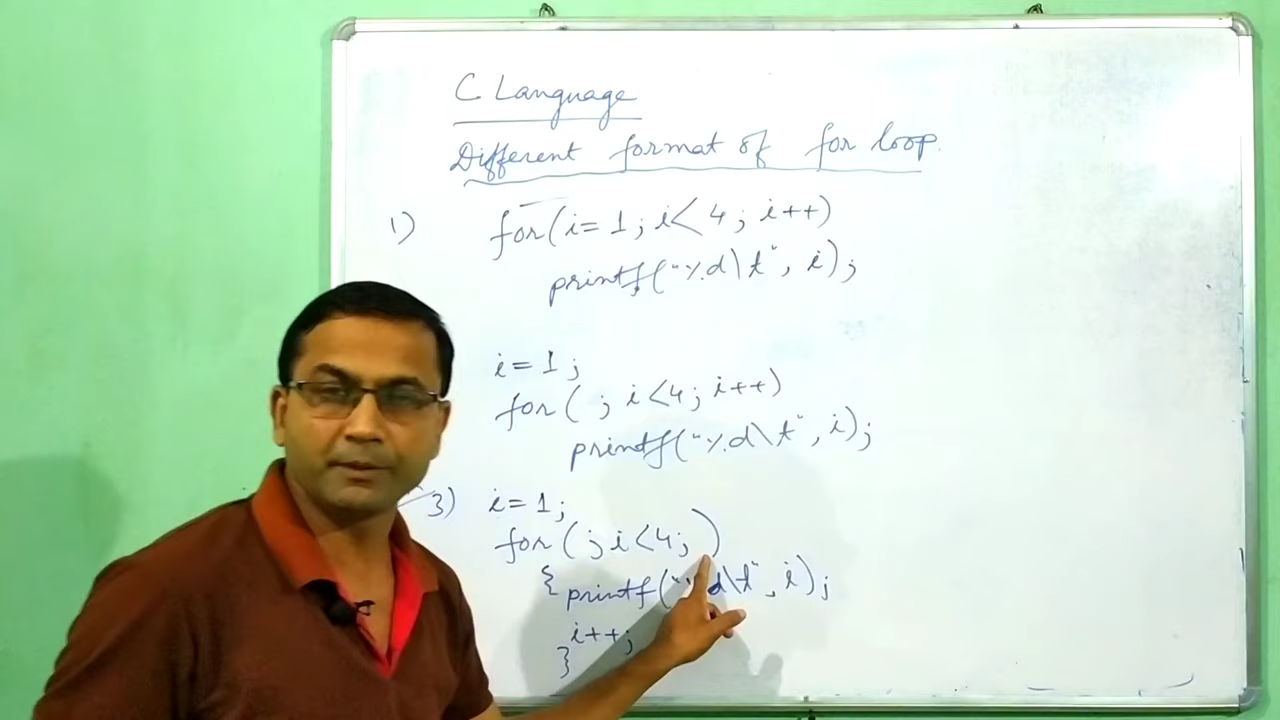 C Language
Different format of for loop.
1) for(i=1; i<4; i++)
printf("%d\t", i);
i=1;
for( ; i<4; i++)
printf("%d\t", i);
3) i=1;
for( ; i<4; )
{ printf("%d\t", i);
i++;
}